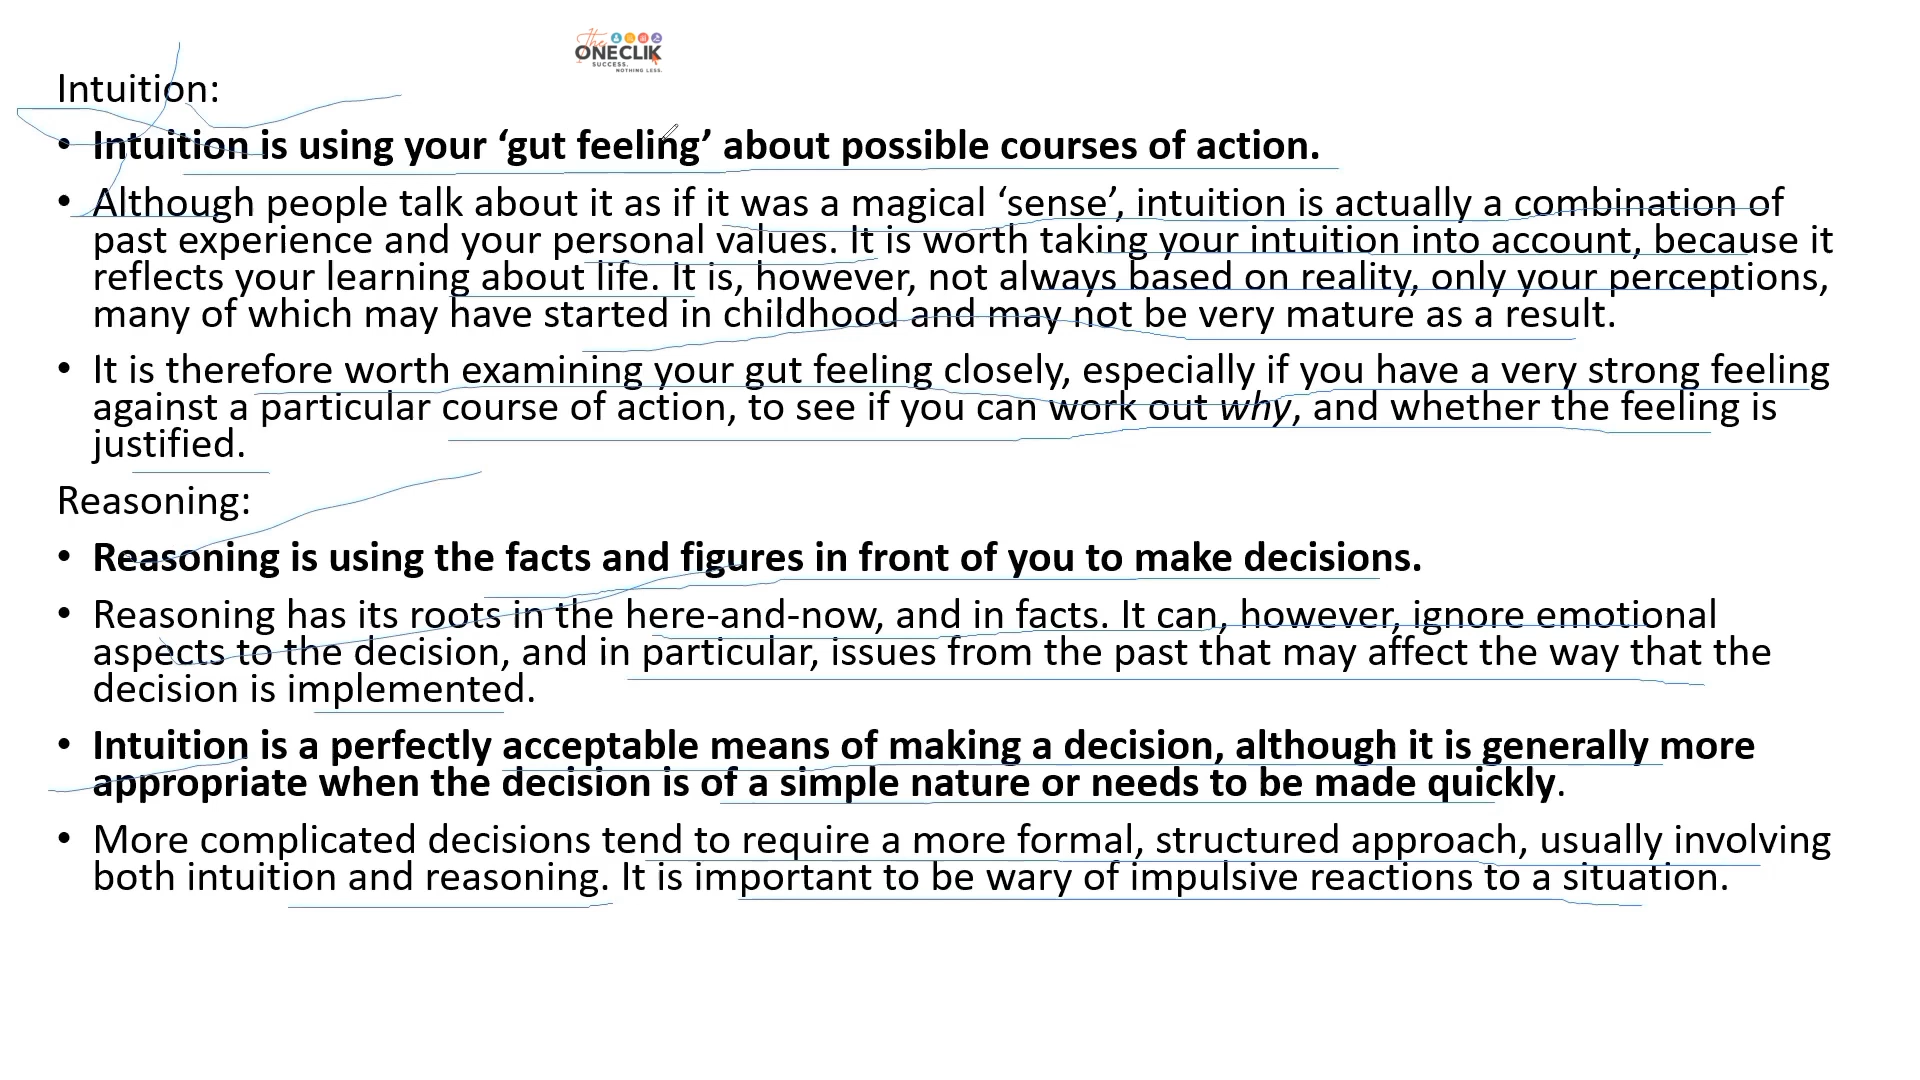 The
ONECLIK
SUCCESS.
NOTHING LESS.
Intuition:
• Intuition is using your ‘gut feeling’ about possible courses of action.
• Although people talk about it as if it was a magical ‘sense’, intuition is actually a combination of
past experience and your personal values. It is worth taking your intuition into account, because it
reflects your learning about life. It is, however, not always based on reality, only your perceptions,
many of which may have started in childhood and may not be very mature as a result.
• It is therefore worth examining your gut feeling closely, especially if you have a very strong feeling
against a particular course of action, to see if you can work out why, and whether the feeling is
justified.
Reasoning:
• Reasoning is using the facts and figures in front of you to make decisions.
• Reasoning has its roots in the here-and-now, and in facts. It can, however, ignore emotional
aspects to the decision, and in particular, issues from the past that may affect the way that the
decision is implemented.
• Intuition is a perfectly acceptable means of making a decision, although it is generally more
appropriate when the decision is of a simple nature or needs to be made quickly.
• More complicated decisions tend to require a more formal, structured approach, usually involving
both intuition and reasoning. It is important to be wary of impulsive reactions to a situation.